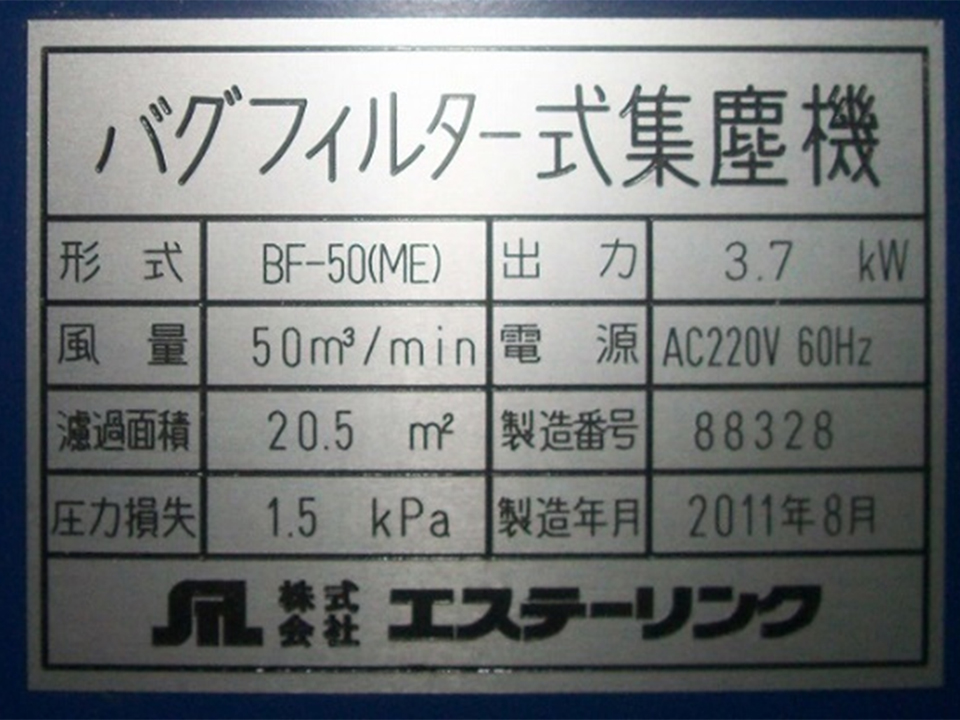 バグフィルター式集塵機
形式 BF-50(ME) 出力 3.7 kW
風量 50m³/min 電源 AC220V 60Hz
濾過面積 20.5 m² 製造番号 88328
圧力損失 1.5 kPa 製造年月 2011年8月
株式会社 エステーリンク